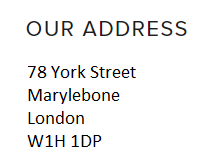 OUR ADDRESS
78 York Street
Marylebone
London
W1H 1DP